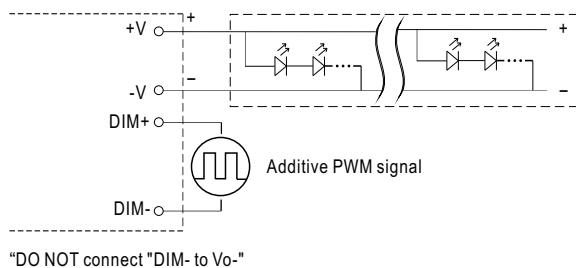 +V + +
-V − −
DIM+
Additive PWM signal
DIM-
“DO NOT connect "DIM- to Vo-"